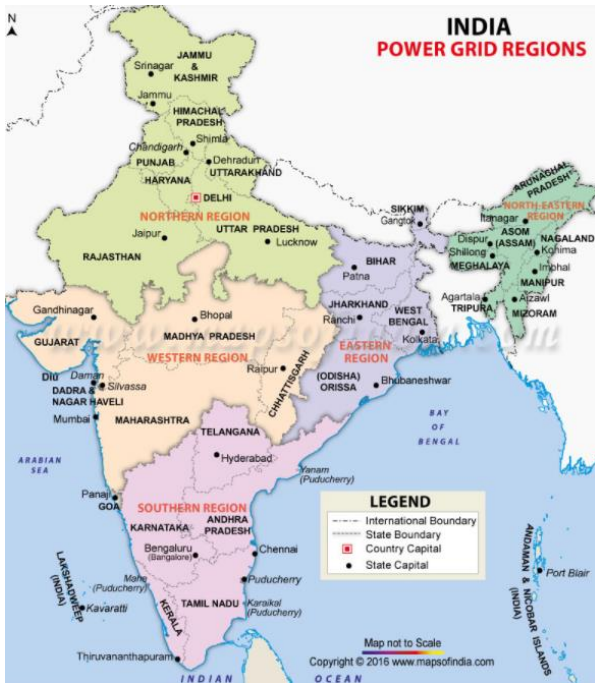 N
INDIA
POWER GRID REGIONS
JAMMU
&
KASHMIR
Srinagar
Jammu
HIMACHAL
PRADESH
Shimla
Chandigarh
PUNJAB
Dehradun
UTTARAKHAND
HARYANA
DELHI
NORTHERN REGION
UTTAR PRADESH
Jaipur
Lucknow
RAJASTHAN
SIKKIM
Gangtok
ARUNACHAL
PRADESH
NORTH-EASTERN
REGION
Itanagar
ASOM
(ASSAM)
Dispur
NAGALAND
Shillong
Kohima
MEGHALAYA
Imphal
MANIPUR
Agartala
Aizawl
TRIPURA
MIZORAM
BIHAR
Patna
JHARKHAND
Ranchi
WEST
BENGAL
Kolkata
EASTERN
REGION
(ODISHA)
ORISSA
Bhubaneshwar
Gandhinagar
Bhopal
MADHYA PRADESH
GUJARAT
WESTERN REGION
Raipur
CHHATTISGARH
DIU
Daman
Silvassa
DADRA &
NAGAR HAVELI
Mumbai
MAHARASHTRA
ARABIAN
SEA
BAY
OF
BENGAL
TELANGANA
Hyderabad
Yanam
(Puducherry)
Panaji
GOA
SOUTHERN REGION
KARNATAKA
ANDHRA
PRADESH
Bengaluru
(Bangalore)
Chennai
Mahe
(Puducherry)
Puducherry
Karaikal
(Puducherry)
TAMIL NADU
KERALA
LAKSHADWEEP
(INDIA)
Kavaratti
Thiruvananthapuram
LEGEND
International Boundary
State Boundary
Country Capital
State Capital
ANDAMAN & NICOBAR ISLANDS
(INDIA)
Port Blair
Map not to Scale
Copyright © 2016 www.mapsofindia.com
INDIAN OCEAN